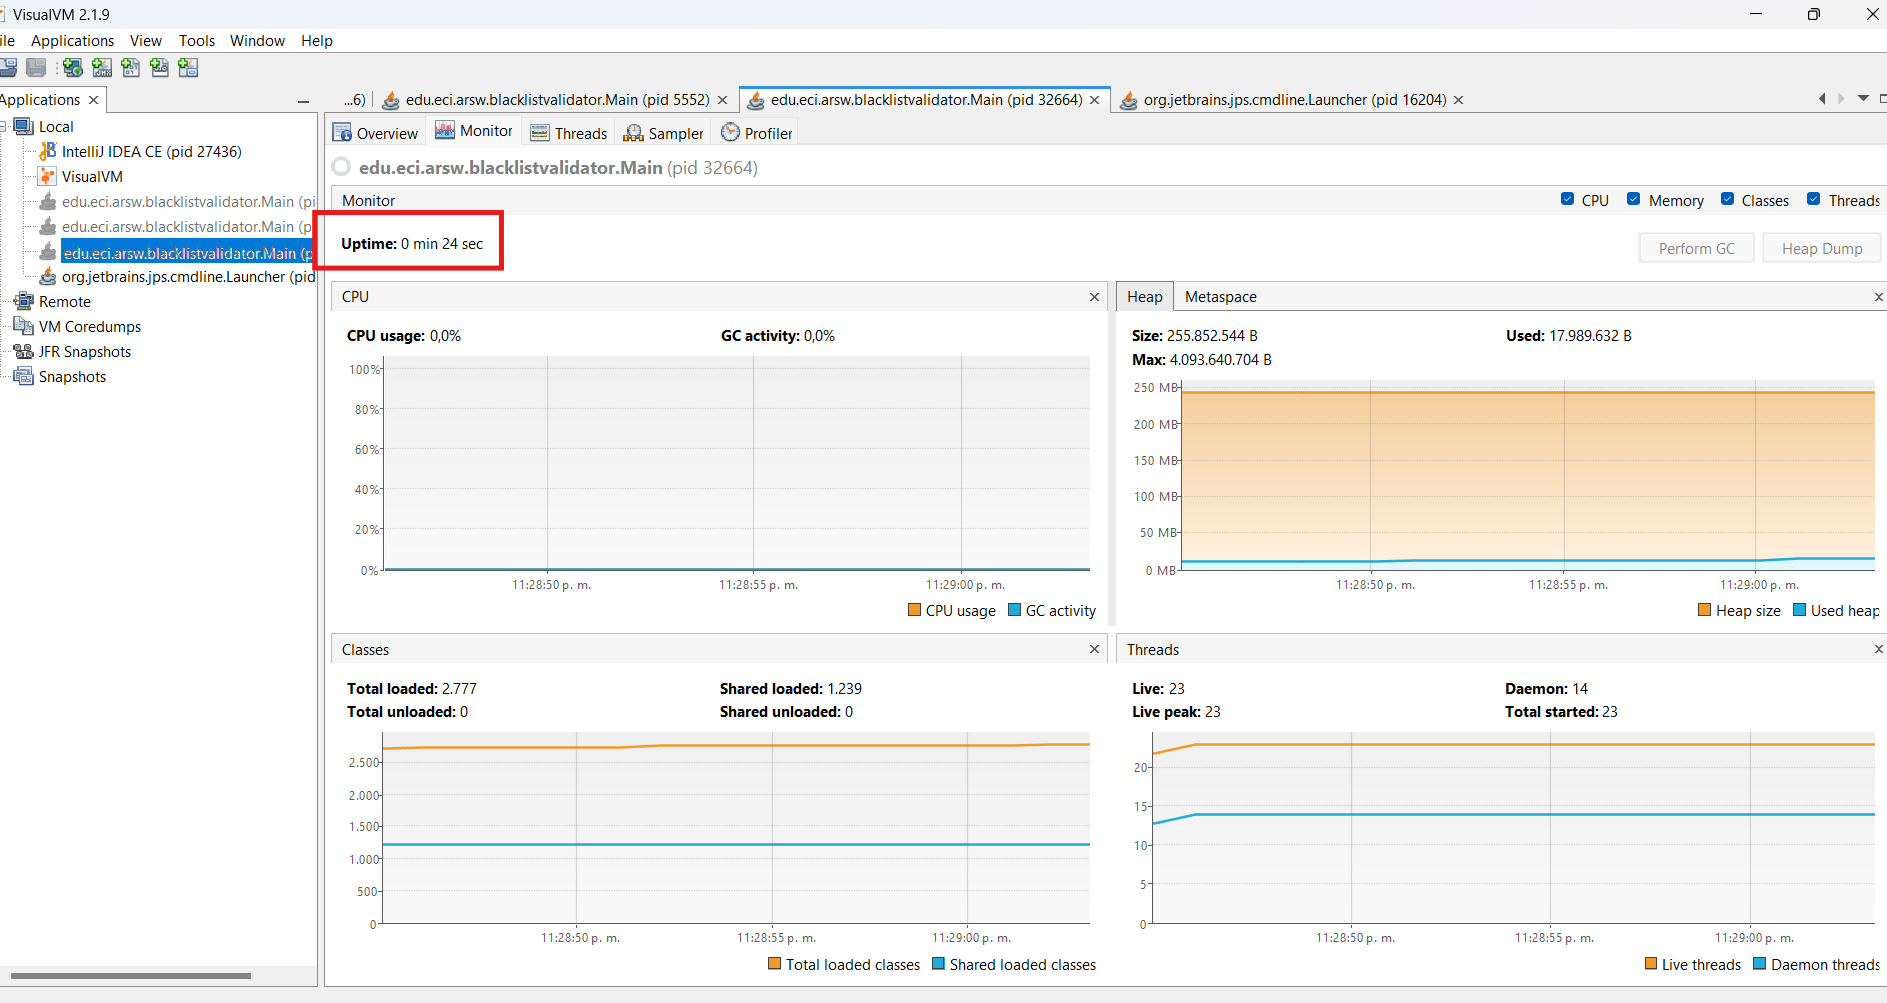 VisualVM 2.1.9
ile Applications View Tools Window Help
Applications
...6) edu.eci.arsw.blacklistvalidator.Main (pid 5552) edu.eci.arsw.blacklistvalidator.Main (pid 32664) org.jetbrains.jps.cmdline.Launcher (pid 16204)
Local
IntelliJ IDEA CE (pid 27436)
VisualVM
edu.eci.arsw.blacklistvalidator.Main (pi
edu.eci.arsw.blacklistvalidator.Main (p
edu.eci.arsw.blacklistvalidator.Main (p
org.jetbrains.jps.cmdline.Launcher (pid
Remote
VM Coredumps
JFR Snapshots
Snapshots
Overview Monitor Threads Sampler Profiler
edu.eci.arsw.blacklistvalidator.Main (pid 32664)
Monitor CPU Memory Classes Threads
Uptime: 0 min 24 sec
Perform GC Heap Dump
CPU
CPU usage: 0,0% GC activity: 0,0%
100%
80%
60%
40%
20%
0%
11:28:50 p. m. 11:28:55 p. m. 11:29:00 p. m.
CPU usage GC activity
Heap Metaspace
Size: 255.852.544 B Used: 17.989.632 B
Max: 4.093.640.704 B
250 MB
200 MB
150 MB
100 MB
50 MB
0 MB
11:28:50 p. m. 11:28:55 p. m. 11:29:00 p. m.
Heap size Used heap
Classes
Total loaded: 2.777 Shared loaded: 1.239
Total unloaded: 0 Shared unloaded: 0
2.500
2.000
1.500
1.000
500
0
11:28:50 p. m. 11:28:55 p. m. 11:29:00 p. m.
Total loaded classes Shared loaded classes
Threads
Live: 23 Daemon: 14
Live peak: 23 Total started: 23
20
15
10
5
0
11:28:50 p. m. 11:28:55 p. m. 11:29:00 p. m.
Live threads Daemon threads